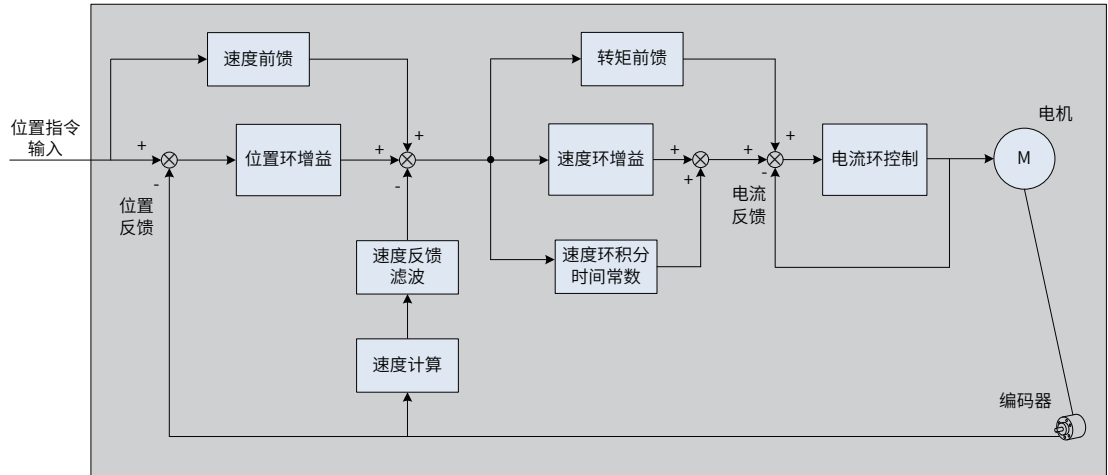 速度前馈
转矩前馈
电机
位置指令
输入
+
+
+
位置环增益
+
速度环增益
+
+
+
电流环控制
M
-
-
-
位置
反馈
电流
反馈
速度反馈
滤波
速度环积分
时间常数
速度计算
编码器